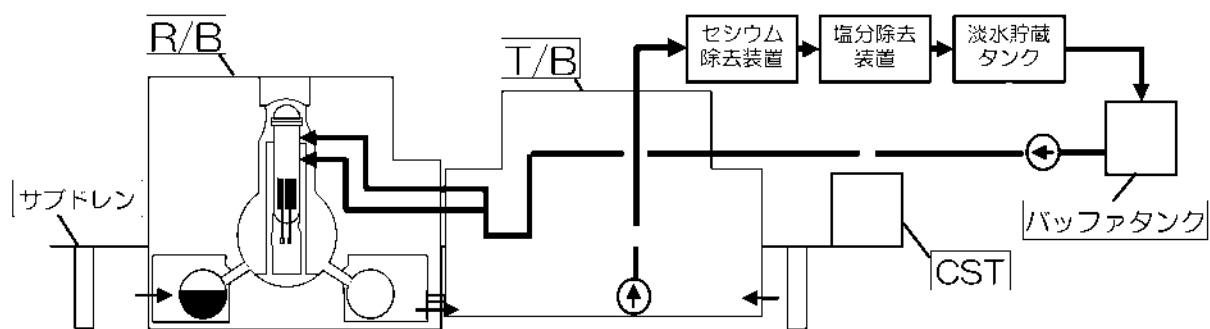 R/B
T/B
セシウム
除去装置
塩分除去
装置
淡水貯蔵
タンク
サブドレン
バッファタンク
CST